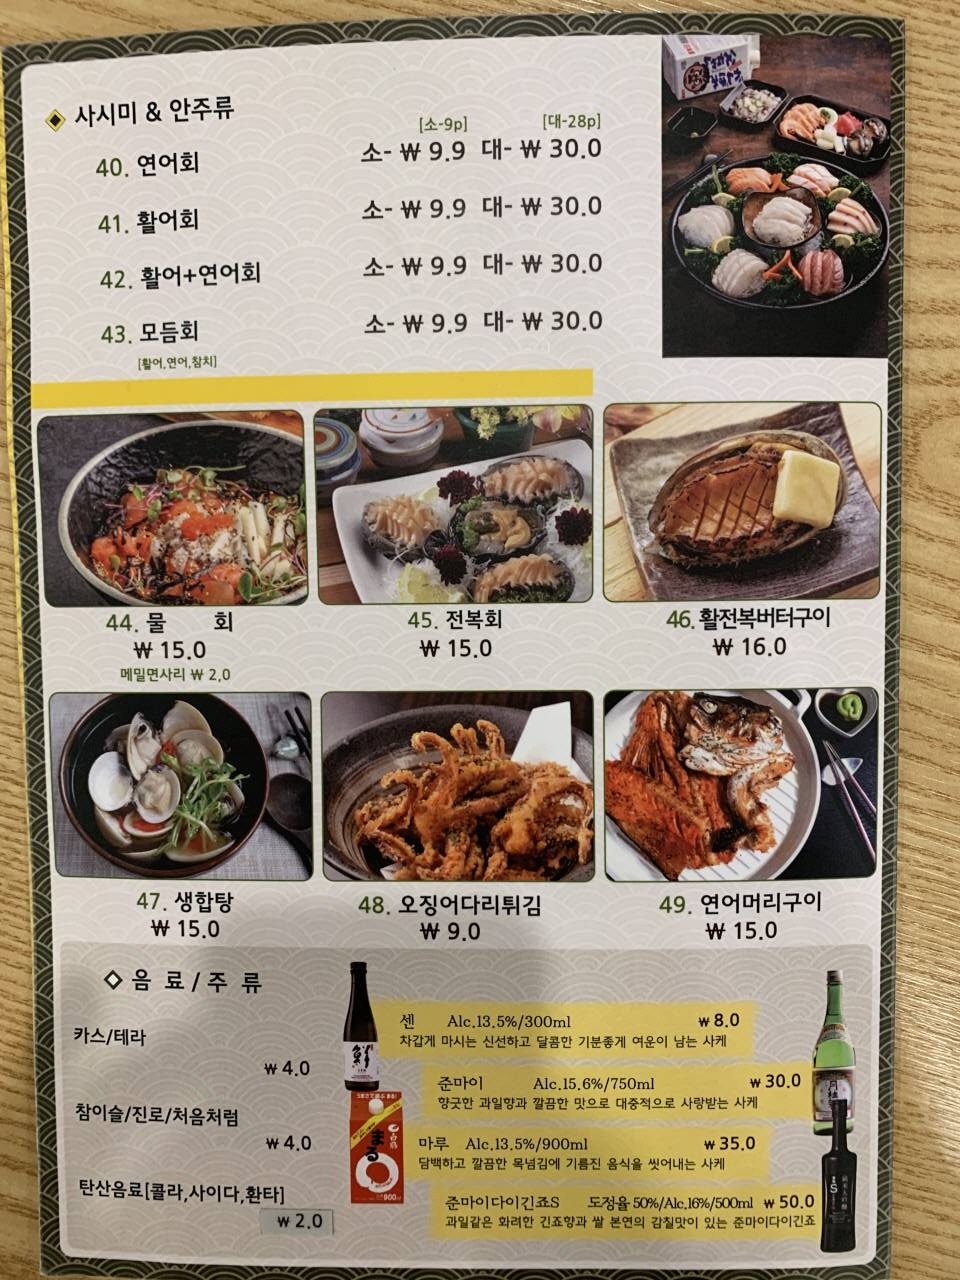 사시미 & 안주류
[소-9p] [대-28p]
40. 연어회 소- ₩ 9.9 대- ₩ 30.0
41. 활어회 소- ₩ 9.9 대- ₩ 30.0
42. 활어+연어회 소- ₩ 9.9 대- ₩ 30.0
43. 모듬회 소- ₩ 9.9 대- ₩ 30.0
[활어,연어,참치]
44. 물 회
₩ 15.0
메밀면사리 ₩ 2.0
45. 전복회
₩ 15.0
46. 활전복버터구이
₩ 16.0
47. 생합탕
₩ 15.0
48. 오징어다리튀김
₩ 9.0
49. 연어머리구이
₩ 15.0
음 료 / 주 류
카스/테라
₩ 4.0
참이슬/진로/처음처럼
₩ 4.0
탄산음료[콜라,사이다,환타]
₩ 2.0
센 Alc.13.5%/300ml ₩ 8.0
차갑게 마시는 신선하고 달콤한 기분좋게 여운이 남는 사케
준마이 Alc.15.6%/750ml ₩ 30.0
향긋한 과일향과 깔끔한 맛으로 대중적으로 사랑받는 사케
마루 Alc.13.5%/900ml ₩ 35.0
담백하고 깔끔한 목넘김에 기름진 음식을 씻어내는 사케
준마이다이긴죠S 도정율 50%/Alc.16%/500ml ₩ 50.0
과일같은 화려한 긴죠향과 쌀 본연의 감칠맛이 있는 준마이다이긴죠
まる
白鶴
900ml
月桂
S
純米大吟醸